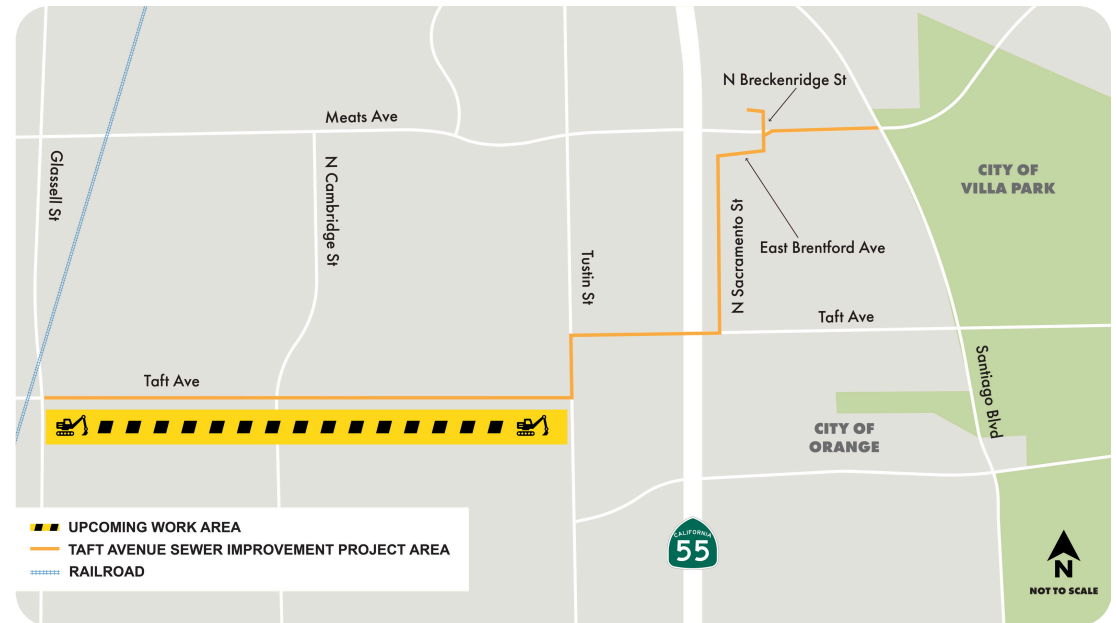 N Breckenridge St
Meats Ave
Glassell St
N Cambridge St
CITY OF
VILLA PARK
N Sacramento St
East Brentford Ave
Tustin St
Taft Ave
Taft Ave
Santiago Blvd
CITY OF
ORANGE
UPCOMING WORK AREA
TAFT AVENUE SEWER IMPROVEMENT PROJECT AREA
RAILROAD
CALIFORNIA
55
N
NOT TO SCALE